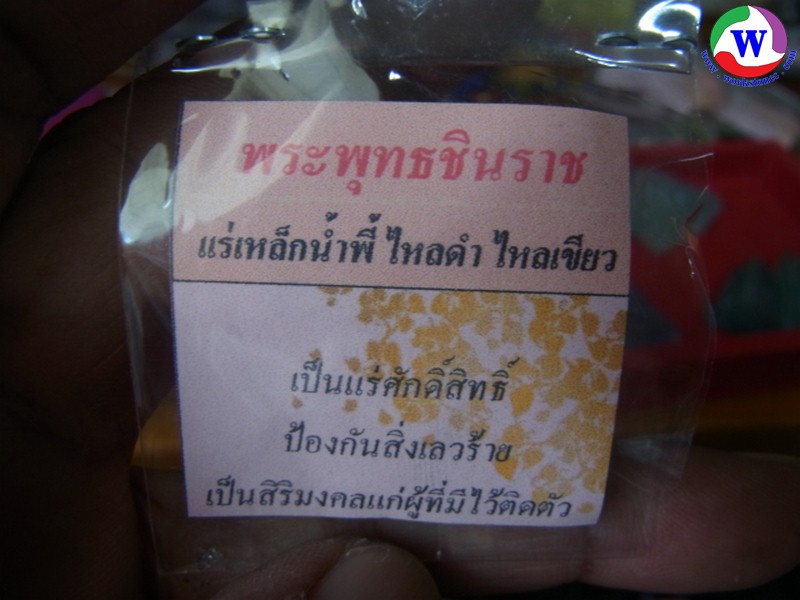 พระพุทธชินราช
แร่เหล็กน้ำพี้ ไหลดำ ไหลเขียว
เป็นแร่ศักดิ์สิทธิ์
ป้องกันสิ่งเลวร้าย
เป็นสิริมงคลแก่ผู้ที่มีไว้ติดตัว
W
www.workstones.com